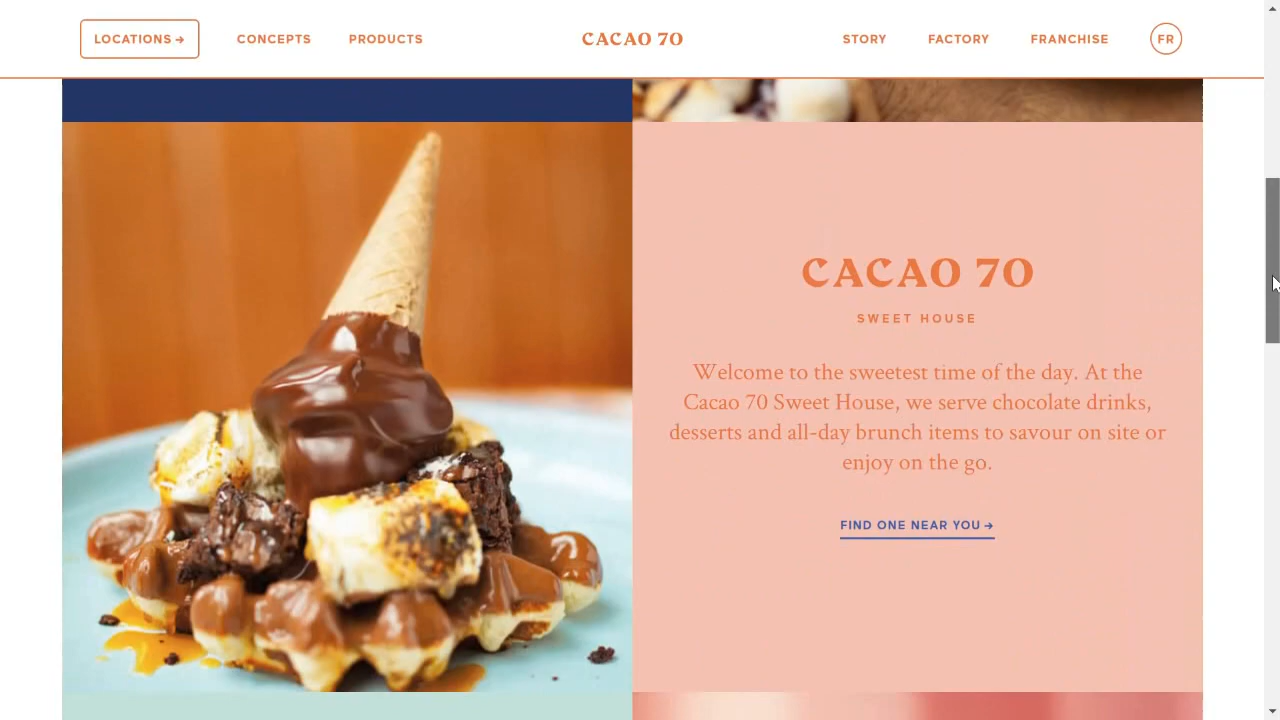 LOCATIONS → CONCEPTS PRODUCTS CACAO 70 STORY FACTORY FRANCHISE FR
CACAO 70
SWEET HOUSE
Welcome to the sweetest time of the day. At the
Cacao 70 Sweet House, we serve chocolate drinks,
desserts and all-day brunch items to savour on site or
enjoy on the go.
FIND ONE NEAR YOU →